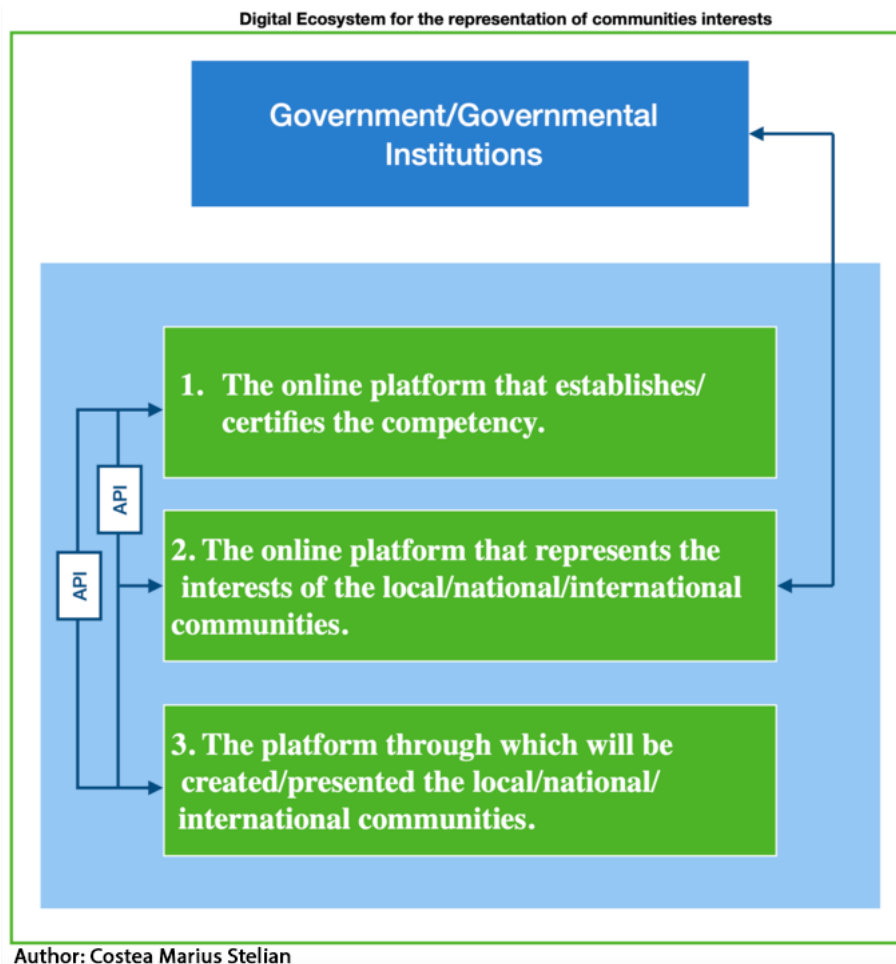 Digital Ecosystem for the representation of communities interests
Government/Governmental
Institutions
1. The online platform that establishes/
certifies the competency.
API
2. The online platform that represents the
interests of the local/national/international
communities.
API
3. The platform through which will be
created/presented the local/national/
international communities.
Author: Costea Marius Stelian